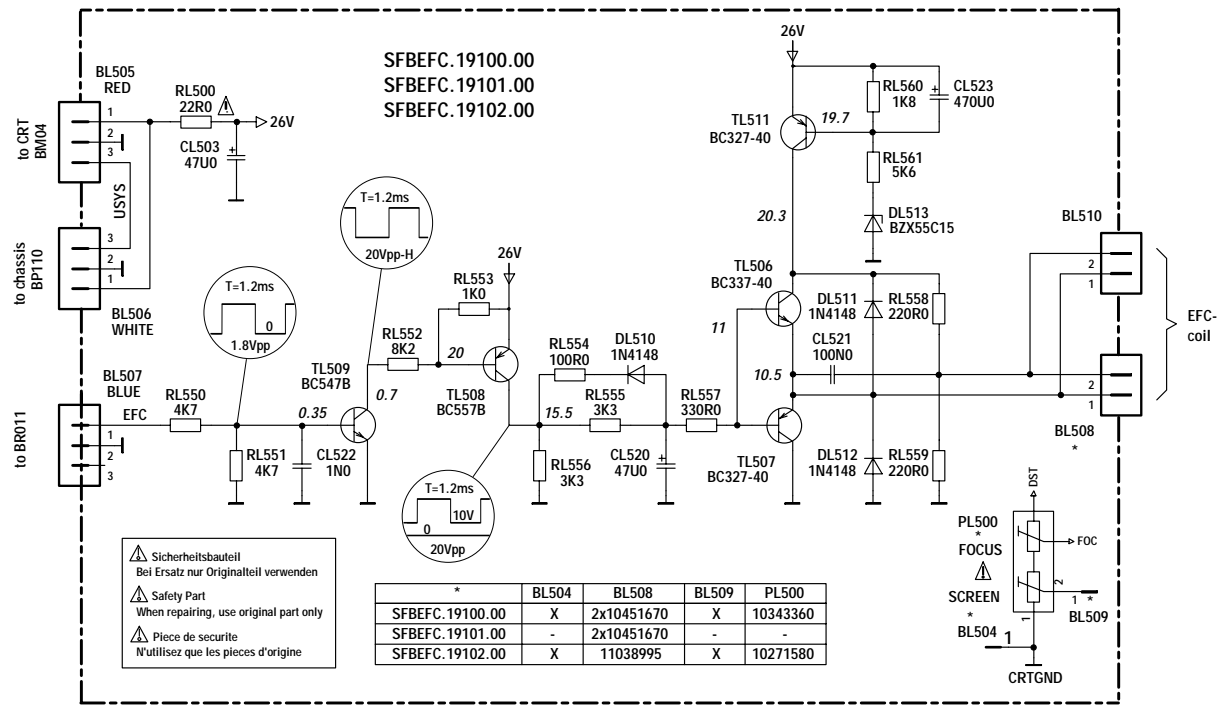 SFBEFC.19100.00
SFBEFC.19101.00
SFBEFC.19102.00
BL505
RED
to CRT
BM04
1
2
3
RL500
22R0
26V
CL503
47U0
USYS
to chassis
BP110
3
2
1
BL506
WHITE
T=1.2ms
0
1.8Vpp
T=1.2ms
20Vpp-H
BL507
BLUE
to BR011
EFC
1
2
3
RL550
4K7
RL551
4K7
0.35
CL522
1N0
TL509
BC547B
0.7
RL552
8K2
20
RL553
1K0
26V
TL508
BC557B
T=1.2ms
10V
0
20Vpp
15.5
RL554
100R0
DL510
1N4148
RL555
3K3
RL556
3K3
CL520
47U0
RL557
330R0
11
26V
TL511
BC327-40
19.7
RL560
1K8
CL523
470U0
RL561
5K6
DL513
BZX55C15
20.3
TL506
BC337-40
DL511
1N4148
RL558
220R0
CL521
100N0
10.5
TL507
BC327-40
DL512
1N4148
RL559
220R0
BL510
2
1
EFC-
coil
2
1
BL508
*
DST
PL500
*
FOCUS
FOC
SCREEN
*
BL504
1
1
2
1
*
BL509
CRTGND
Sicherheitsbauteil
Bei Ersatz nur Originalteil verwenden
Safety Part
When repairing, use original part only
Piece de securite
N'utilisez que les pieces d'origine
* BL504 BL508 BL509 PL500
SFBEFC.19100.00 X 2x10451670 X 10343360
SFBEFC.19101.00 - 2x10451670 - -
SFBEFC.19102.00 X 11038995 X 10271580